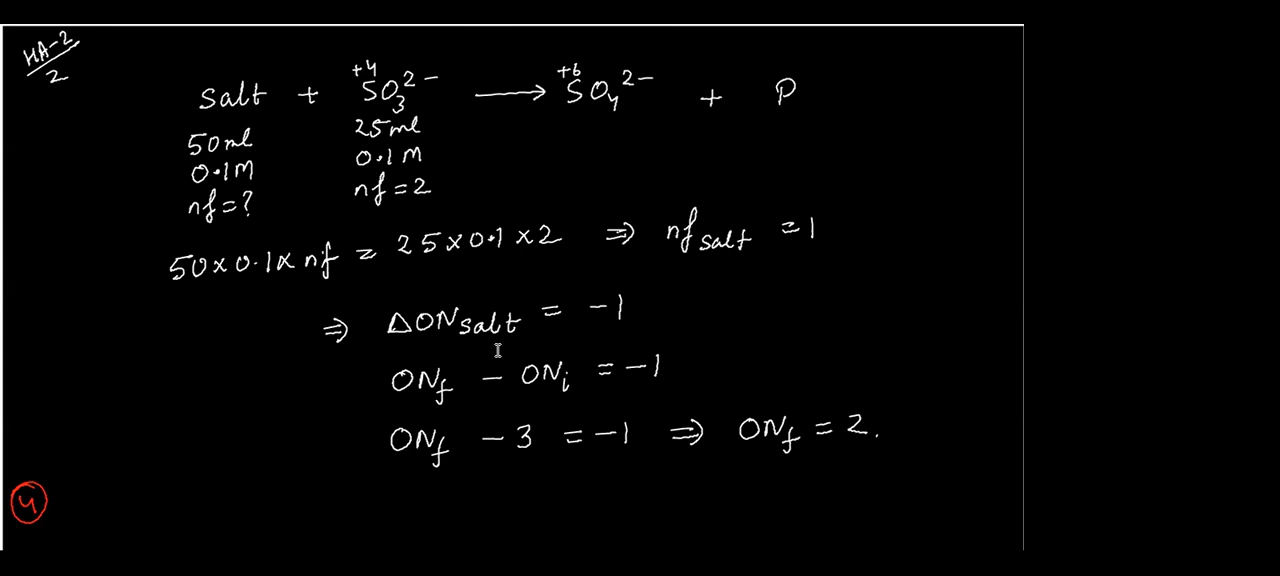 HA-2/2
Salt + +4 SO3 2- ⟶ +6 SO4 2- + P
50ml 25ml
0.1M 0.1M
nf=? nf=2
50×0.1×nf = 25×0.1×2 ⇒ nf salt = 1
⇒ ΔON salt = -1
ONf - ONi = -1
ONf - 3 = -1 ⇒ ONf = 2.
4